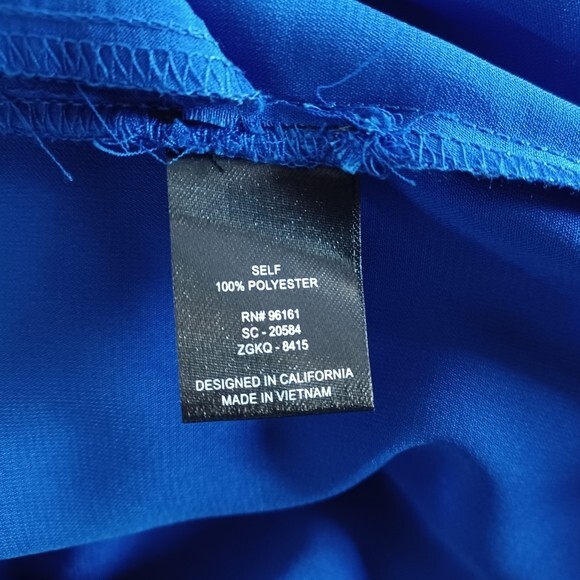 SELF
100% POLYESTER
RN# 96161
SC - 20584
ZGKQ - 8415
DESIGNED IN CALIFORNIA
MADE IN VIETNAM